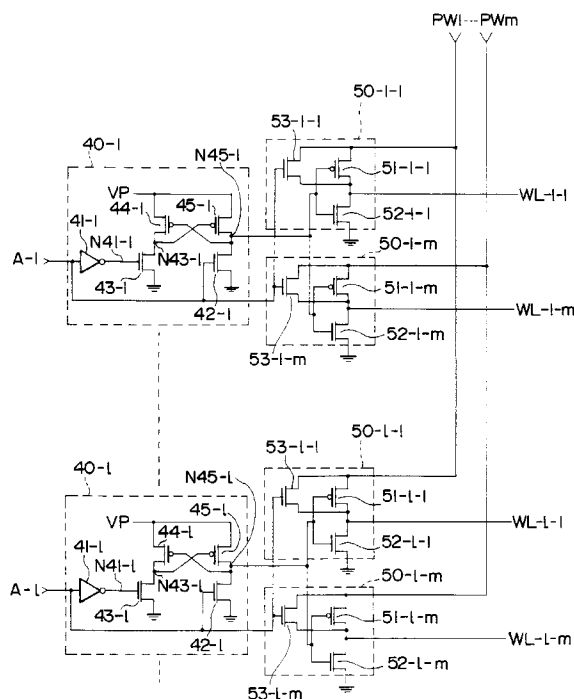 PW1 --- PWm
50-1-1
53-1-1
N45-1
40-1
VP
45-1
51-1-1
44-1
41-1
N41-1
WL-1-1
52-1-1
A-1
N43-1
50-1-m
43-1
42-1
51-1-m
WL-1-m
52-1-m
53-1-m
50-l-1
53-l-1
N45-l
40-l
VP
45-l
51-l-1
44-l
41-l
N41-l
WL-l-1
52-l-1
A-l
N43-l
50-l-m
43-l
42-l
51-l-m
WL-l-m
52-l-m
53-l-m